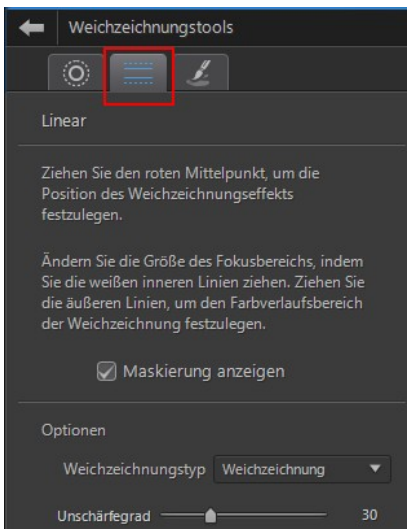 Weichzeichnungstools
Linear
Ziehen Sie den roten Mittelpunkt, um die
Position des Weichzeichnungseffekts
festzulegen.
Ändern Sie die Größe des Fokusbereichs, indem
Sie die weißen inneren Linien ziehen. Ziehen Sie
die äußeren Linien, um den Farbverlaufsbereich
der Weichzeichnung festzulegen.
Maskierung anzeigen
Optionen
Weichzeichnungstyp Weichzeichnung
Unschärfegrad 30